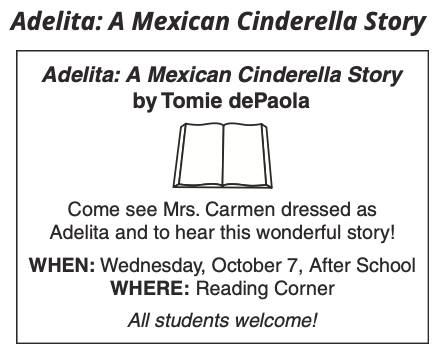 Adelita: A Mexican Cinderella Story
Adelita: A Mexican Cinderella Story
by Tomie dePaola
Come see Mrs. Carmen dressed as
Adelita and to hear this wonderful story!
WHEN: Wednesday, October 7, After School
WHERE: Reading Corner
All students welcome!